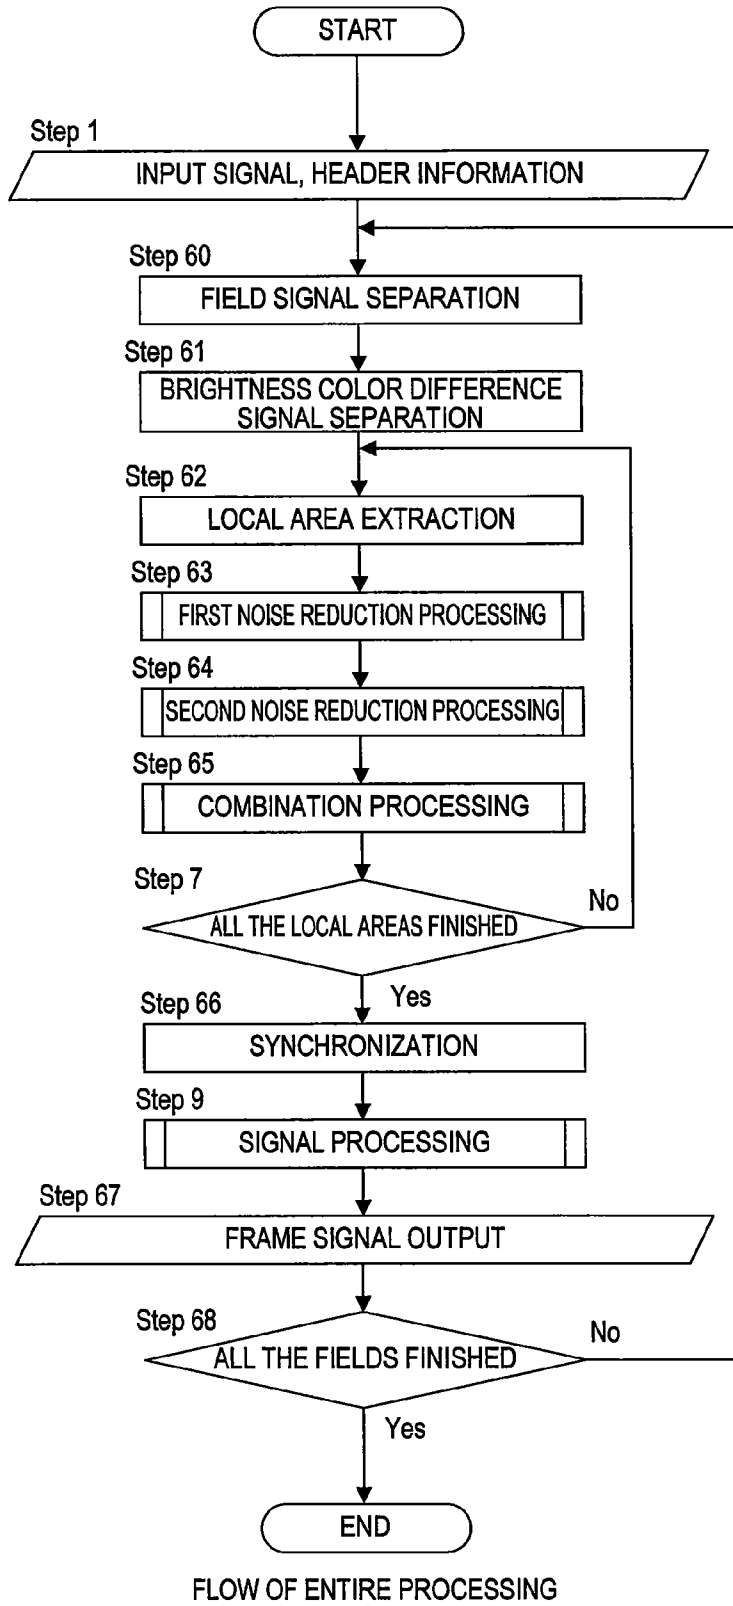 START
Step 1
INPUT SIGNAL, HEADER INFORMATION
Step 60
FIELD SIGNAL SEPARATION
Step 61
BRIGHTNESS COLOR DIFFERENCE
SIGNAL SEPARATION
Step 62
LOCAL AREA EXTRACTION
Step 63
FIRST NOISE REDUCTION PROCESSING
Step 64
SECOND NOISE REDUCTION PROCESSING
Step 65
COMBINATION PROCESSING
Step 7
ALL THE LOCAL AREAS FINISHED
No
Yes
Step 66
SYNCHRONIZATION
Step 9
SIGNAL PROCESSING
Step 67
FRAME SIGNAL OUTPUT
Step 68
ALL THE FIELDS FINISHED
No
Yes
END
FLOW OF ENTIRE PROCESSING